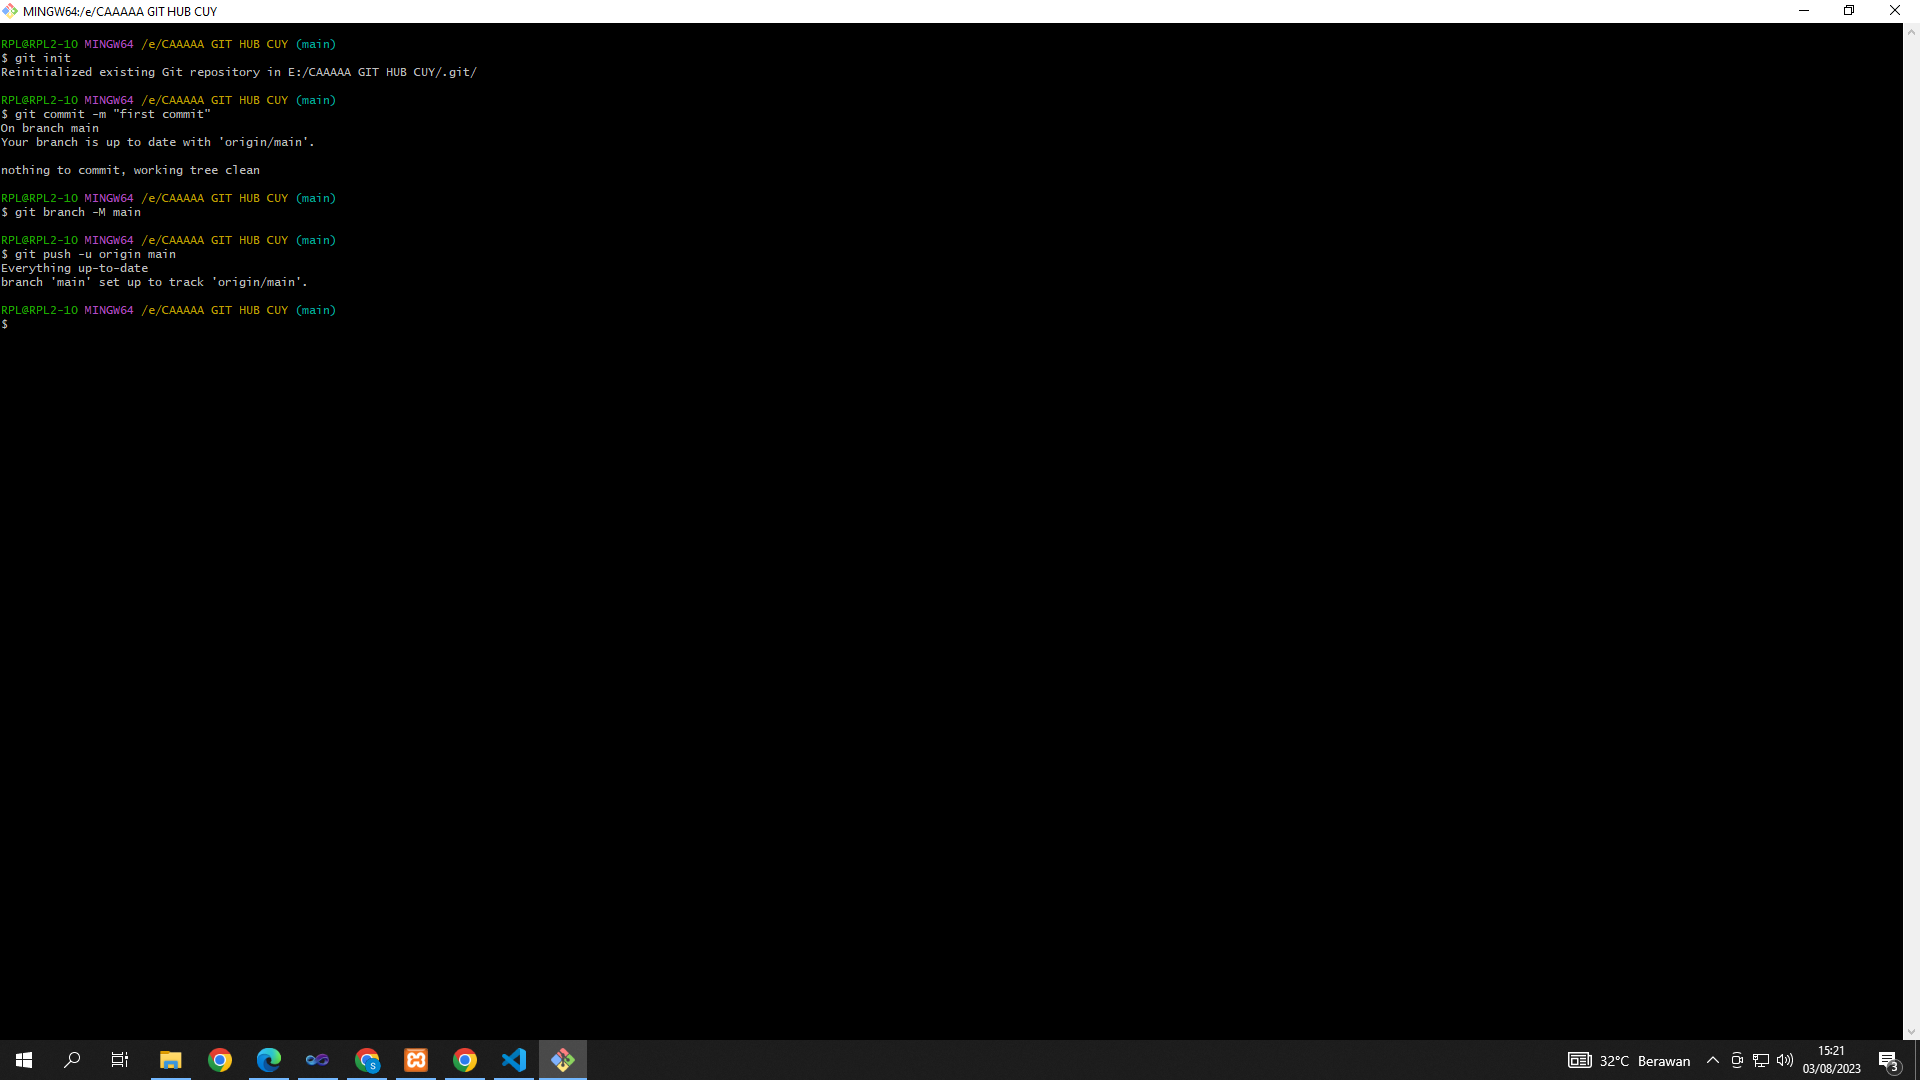 MINGW64:/e/CAAAAA GIT HUB CUY
RPL@RPL2-10 MINGW64 /e/CAAAAA GIT HUB CUY (main)
$ git init
Reinitialized existing Git repository in E:/CAAAAA GIT HUB CUY/.git/
RPL@RPL2-10 MINGW64 /e/CAAAAA GIT HUB CUY (main)
$ git commit -m "first commit"
On branch main
Your branch is up to date with 'origin/main'.
nothing to commit, working tree clean
RPL@RPL2-10 MINGW64 /e/CAAAAA GIT HUB CUY (main)
$ git branch -M main
RPL@RPL2-10 MINGW64 /e/CAAAAA GIT HUB CUY (main)
$ git push -u origin main
Everything up-to-date
branch 'main' set up to track 'origin/main'.
RPL@RPL2-10 MINGW64 /e/CAAAAA GIT HUB CUY (main)
$
S
32°C Berawan
15:21
03/08/2023
3